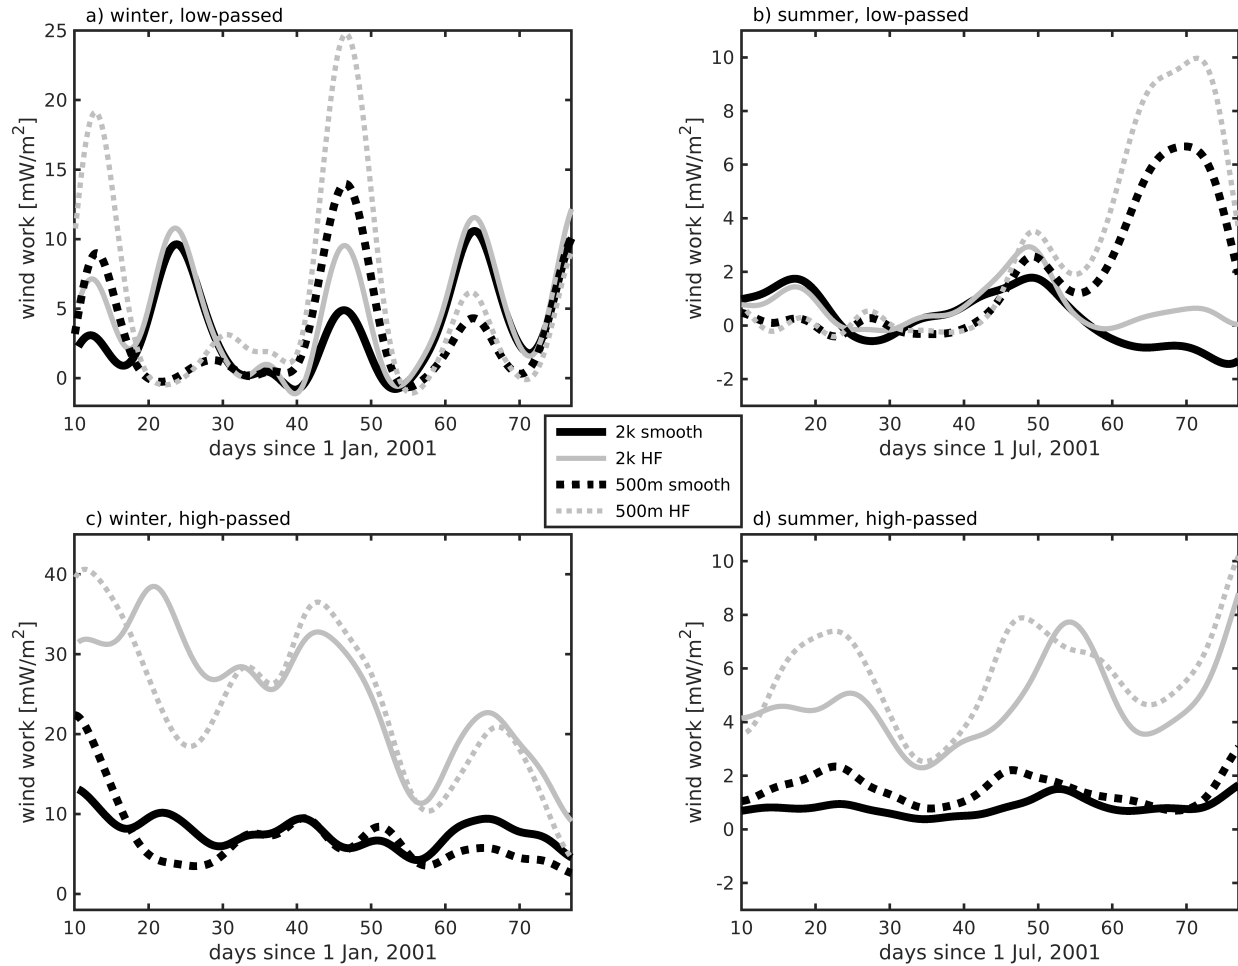 a) winter, low-passed
wind work [mW/m2]
25
20
15
10
5
0
10 20 30 40 50 60 70
days since 1 Jan, 2001
b) summer, low-passed
wind work [mW/m2]
10
8
6
4
2
0
-2
10 20 30 40 50 60 70
days since 1 Jul, 2001
2k smooth
2k HF
500m smooth
500m HF
c) winter, high-passed
wind work [mW/m2]
40
30
20
10
0
10 20 30 40 50 60 70
days since 1 Jan, 2001
d) summer, high-passed
wind work [mW/m2]
10
8
6
4
2
0
-2
10 20 30 40 50 60 70
days since 1 Jul, 2001